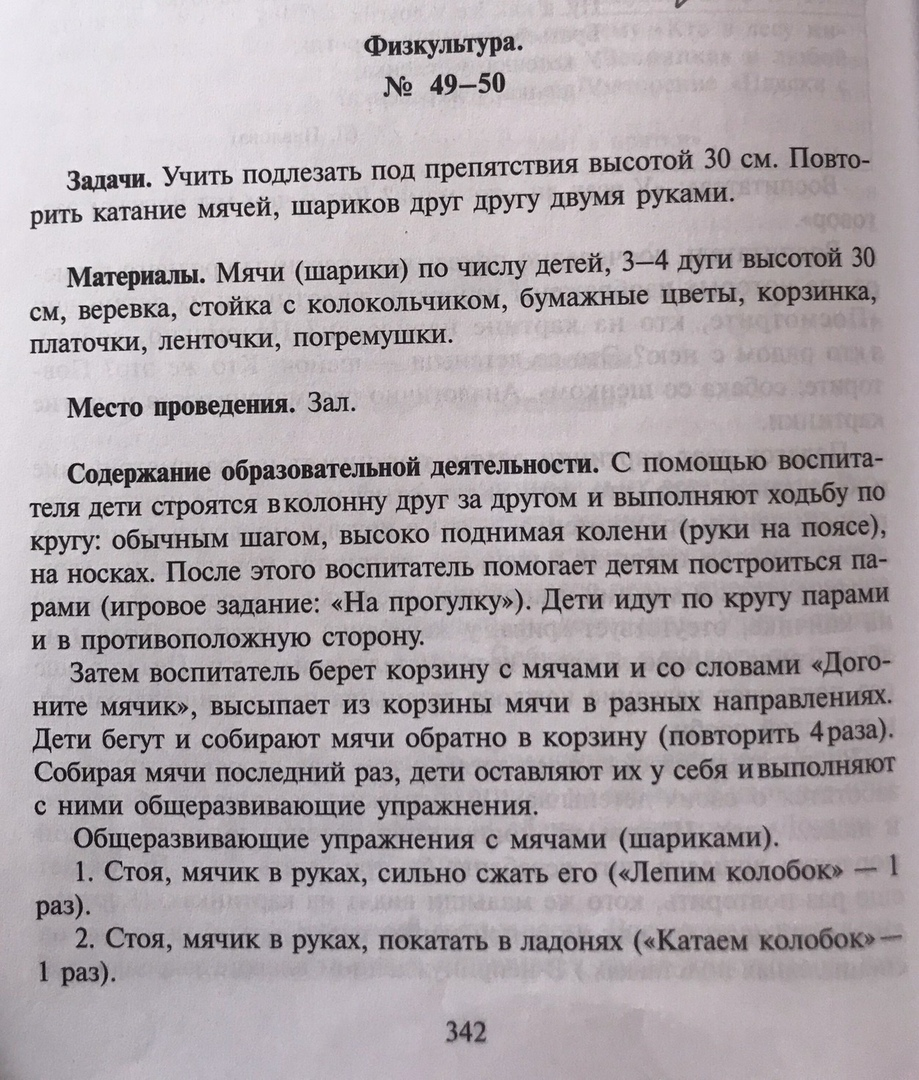 Физкультура.
№ 49–50
Задачи. Учить подлезать под препятствия высотой 30 см. Повто-
рить катание мячей, шариков друг другу двумя руками.
Материалы. Мячи (шарики) по числу детей, 3–4 дуги высотой 30
см, веревка, стойка с колокольчиком, бумажные цветы, корзинка,
платочки, ленточки, погремушки.
Место проведения. Зал.
Содержание образовательной деятельности. С помощью воспита-
теля дети строятся в колонну друг за другом и выполняют ходьбу по
кругу: обычным шагом, высоко поднимая колени (руки на поясе),
на носках. После этого воспитатель помогает детям построиться па-
рами (игровое задание: «На прогулку»). Дети идут по кругу парами
и в противоположную сторону.
Затем воспитатель берет корзину с мячами и со словами «Дого-
ните мячик», высыпает из корзины мячи в разных направлениях.
Дети бегут и собирают мячи обратно в корзину (повторить 4 раза).
Собирая мячи последний раз, дети оставляют их у себя и выполняют
с ними общеразвивающие упражнения.
Общеразвивающие упражнения с мячами (шариками).
1. Стоя, мячик в руках, сильно сжать его («Лепим колобок» — 1
раз).
2. Стоя, мячик в руках, покатать в ладонях («Катаем колобок» —
1 раз).
342